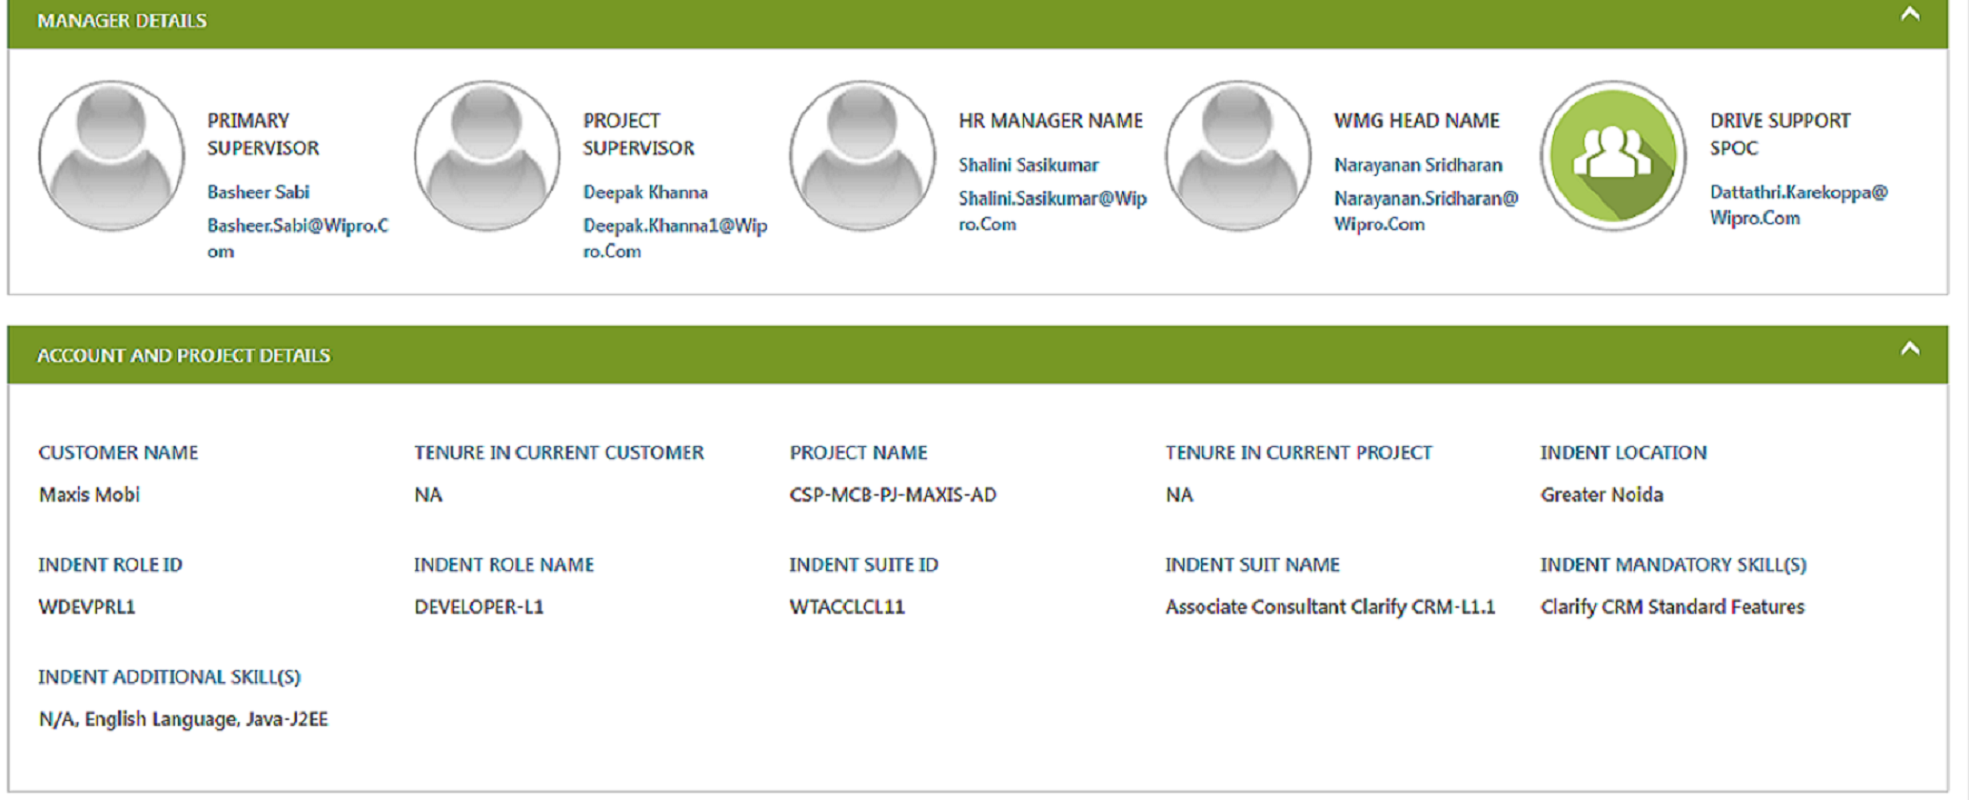 MANAGER DETAILS
PRIMARY
SUPERVISOR
Basheer Sabi
Basheer.Sabi@Wipro.C
om
PROJECT
SUPERVISOR
Deepak Khanna
Deepak.Khanna1@Wip
ro.Com
HR MANAGER NAME
Shalini Sasikumar
Shalini.Sasikumar@Wip
ro.Com
WMG HEAD NAME
Narayanan Sridharan
Narayanan.Sridharan@
Wipro.Com
DRIVE SUPPORT
SPOC
Dattathri.Karekoppa@
Wipro.Com
ACCOUNT AND PROJECT DETAILS
CUSTOMER NAME
Maxis Mobi
TENURE IN CURRENT CUSTOMER
NA
PROJECT NAME
CSP-MCB-PJ-MAXIS-AD
TENURE IN CURRENT PROJECT
NA
INDENT LOCATION
Greater Noida
INDENT ROLE ID
WDEVPRL1
INDENT ROLE NAME
DEVELOPER-L1
INDENT SUITE ID
WTACCLCL11
INDENT SUIT NAME
Associate Consultant Clarify CRM-L1.1
INDENT MANDATORY SKILL(S)
Clarify CRM Standard Features
INDENT ADDITIONAL SKILL(S)
N/A, English Language, Java-J2EE